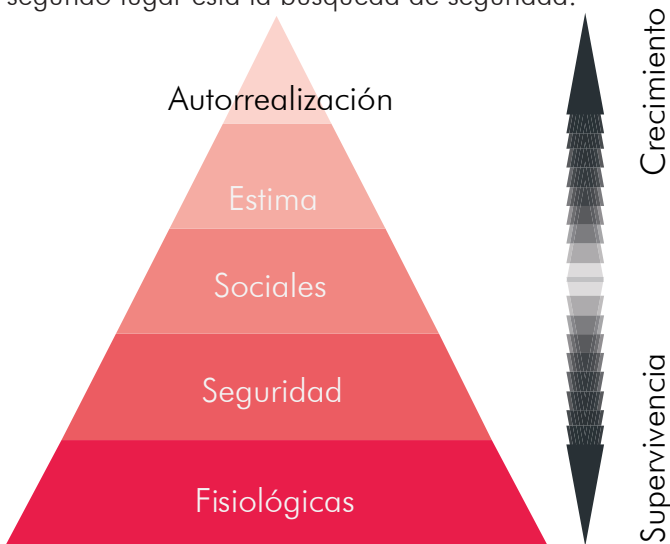 segundo lugar está la búsqueda de seguridad.
Autorrealización
Estima
Sociales
Seguridad
Fisiológicas
Crecimiento
Supervivencia